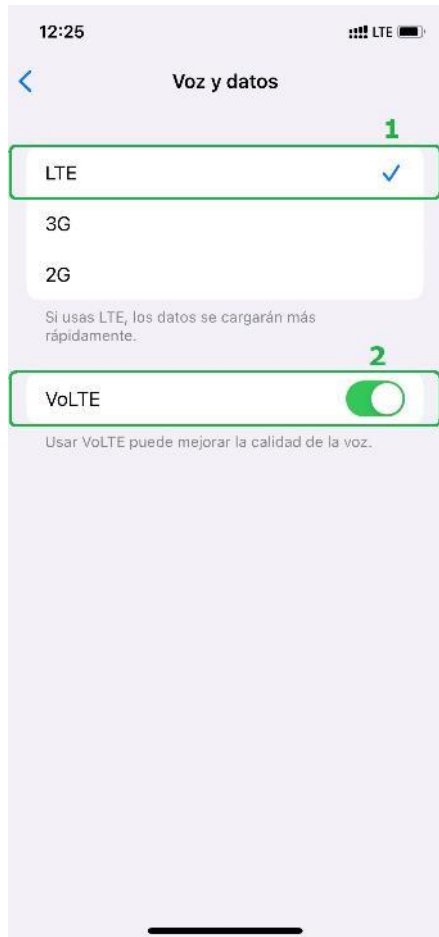 12:25 LTE
Voz y datos
1
LTE
3G
2G
Si usas LTE, los datos se cargarán más
rápidamente.
2
VoLTE
Usar VoLTE puede mejorar la calidad de la voz.